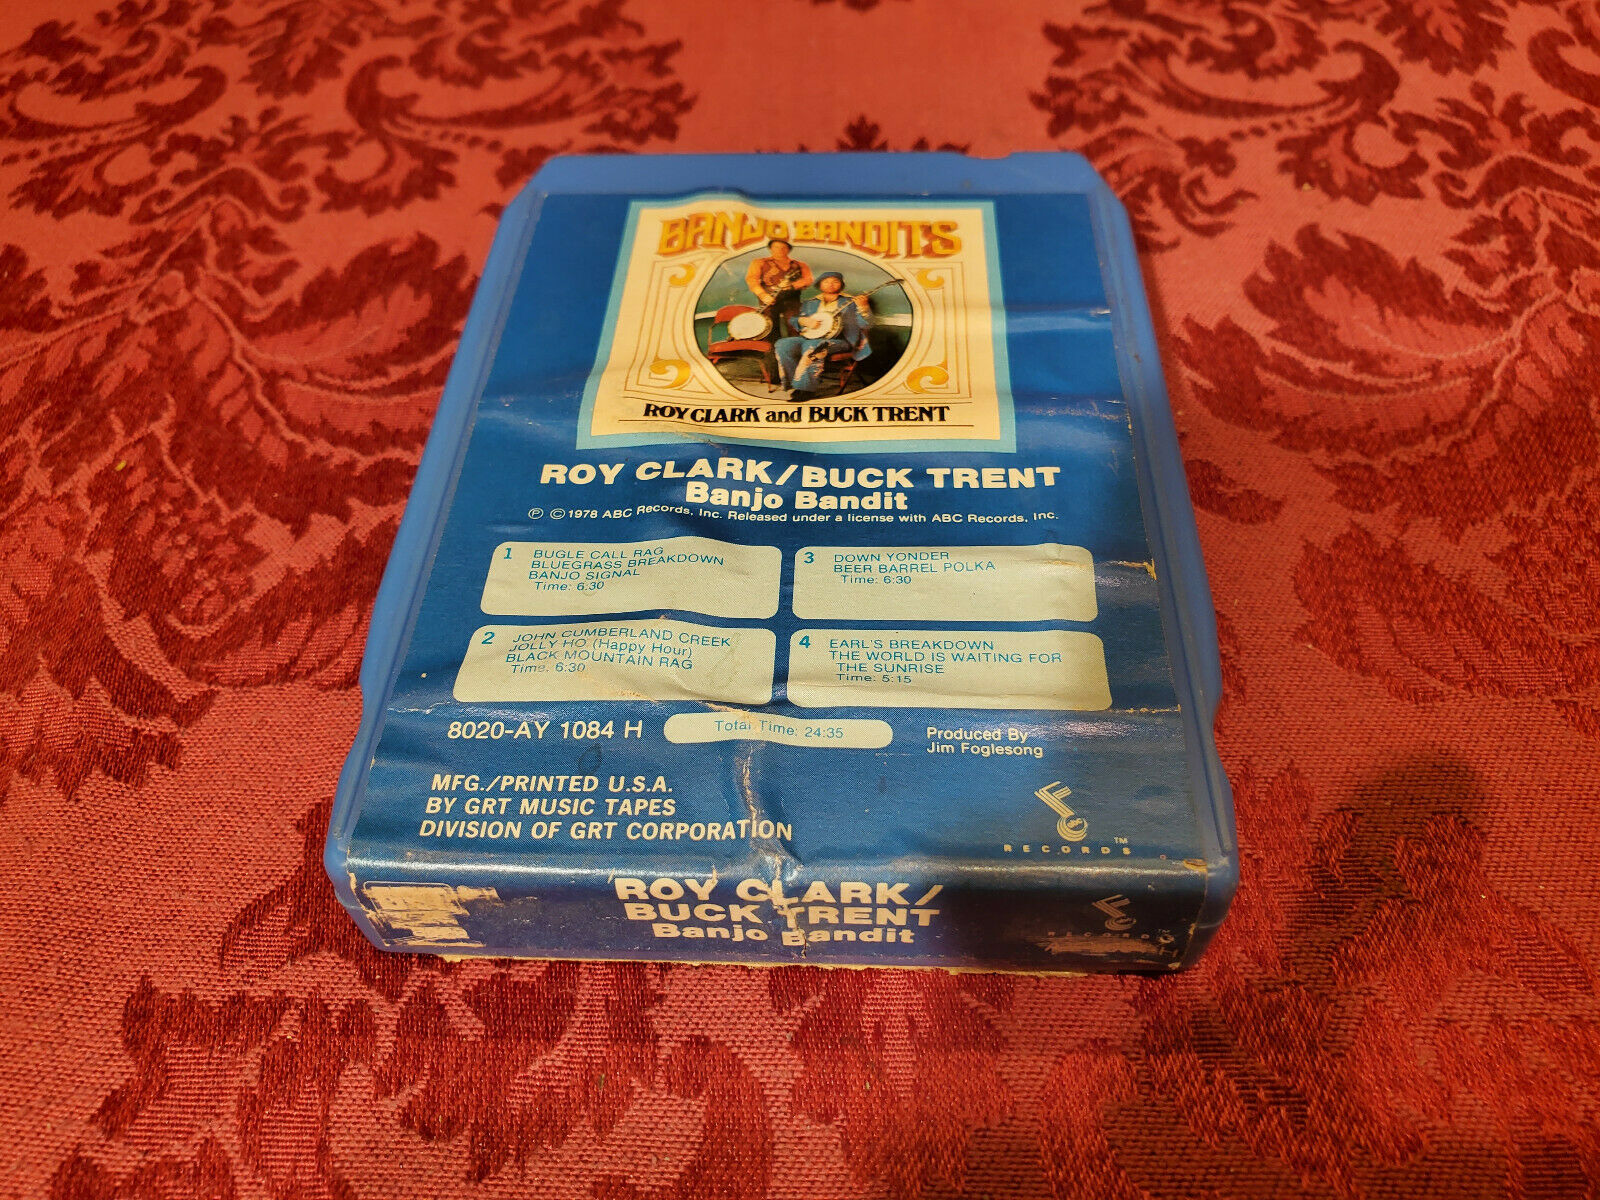 BANJO BANDITS
ROY CLARK and BUCK TRENT
ROY CLARK/BUCK TRENT
Banjo Bandit
Ⓟ © 1978 ABC Records, Inc. Released under a license with ABC Records, Inc.
1 BUGLE CALL RAG
BLUEGRASS BREAKDOWN
BANJO SIGNAL
Time: 6:30
2 JOHN CUMBERLAND CREEK
JOLLY HO (Happy Hour)
BLACK MOUNTAIN RAG
Time: 6:30
3 DOWN YONDER
BEER BARREL POLKA
Time: 6:30
4 EARL'S BREAKDOWN
THE WORLD IS WAITING FOR
THE SUNRISE
Time: 5:15
8020-AY 1084 H
Total Time: 24:35
Produced By
Jim Foglesong
MFG./PRINTED U.S.A.
BY GRT MUSIC TAPES
DIVISION OF GRT CORPORATION
abc
RECORDS™
ROY CLARK/
BUCK TRENT
Banjo Bandit
RECORDS™